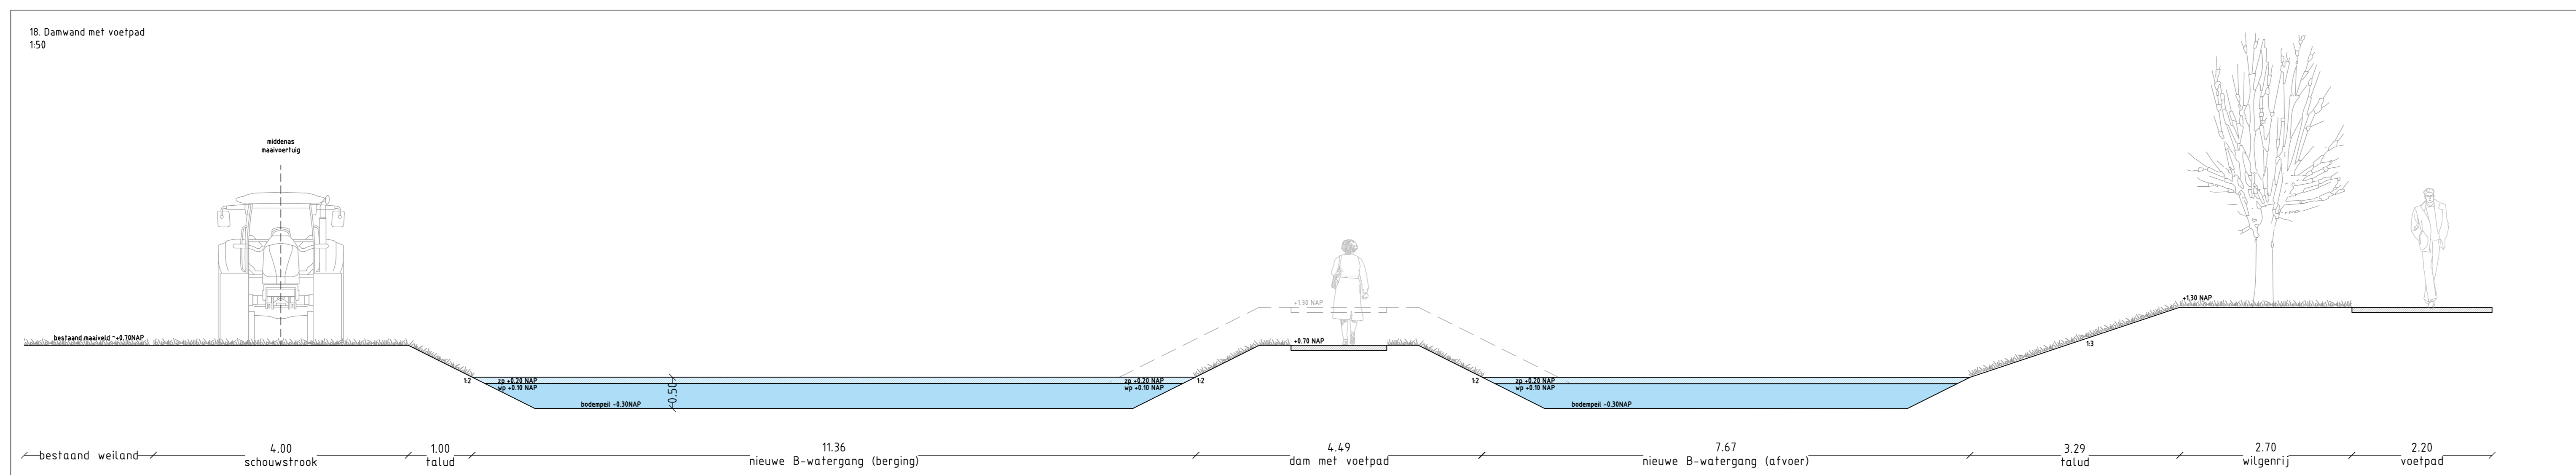 18. Damwand met voetpad
1:50
middenas
maaivoertuig
+1.30 NAP
+1.30 NAP
bestaand maaiveld ~+0.70NAP
+0.70 NAP
1:3
1:2
zp +0.20 NAP
wp +0.10 NAP
0.50
zp +0.20 NAP
wp +0.10 NAP
1:2
1:2
zp +0.20 NAP
wp +0.10 NAP
bodempeil -0.30NAP
bodempeil -0.30NAP
bestaand weiland
4.00
schouwstrook
1.00
talud
11.36
nieuwe B-watergang (berging)
4.49
dam met voetpad
7.67
nieuwe B-watergang (afvoer)
3.29
talud
2.70
wilgenrij
2.20
voetpad